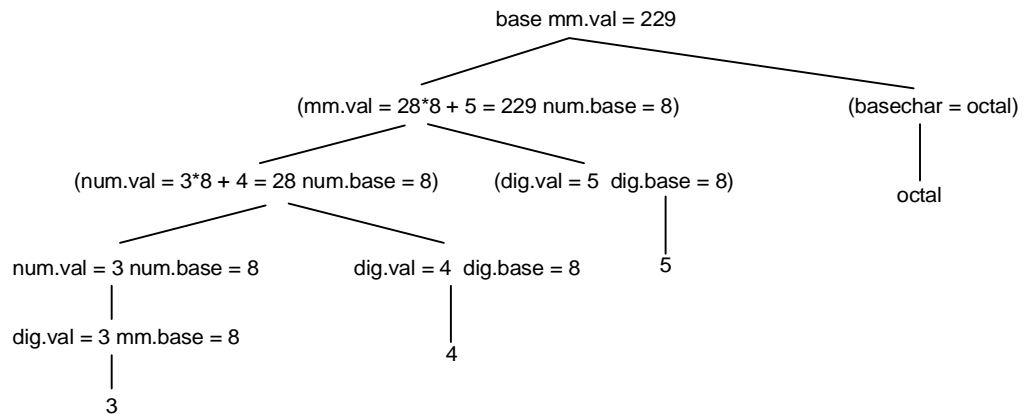 base mm.val = 229
(mm.val = 28*8 + 5 = 229 num.base = 8)
(basechar = octal)
(num.val = 3*8 + 4 = 28 num.base = 8)
(dig.val = 5 dig.base = 8)
octal
num.val = 3 num.base = 8
dig.val = 4 dig.base = 8
5
dig.val = 3 mm.base = 8
4
3